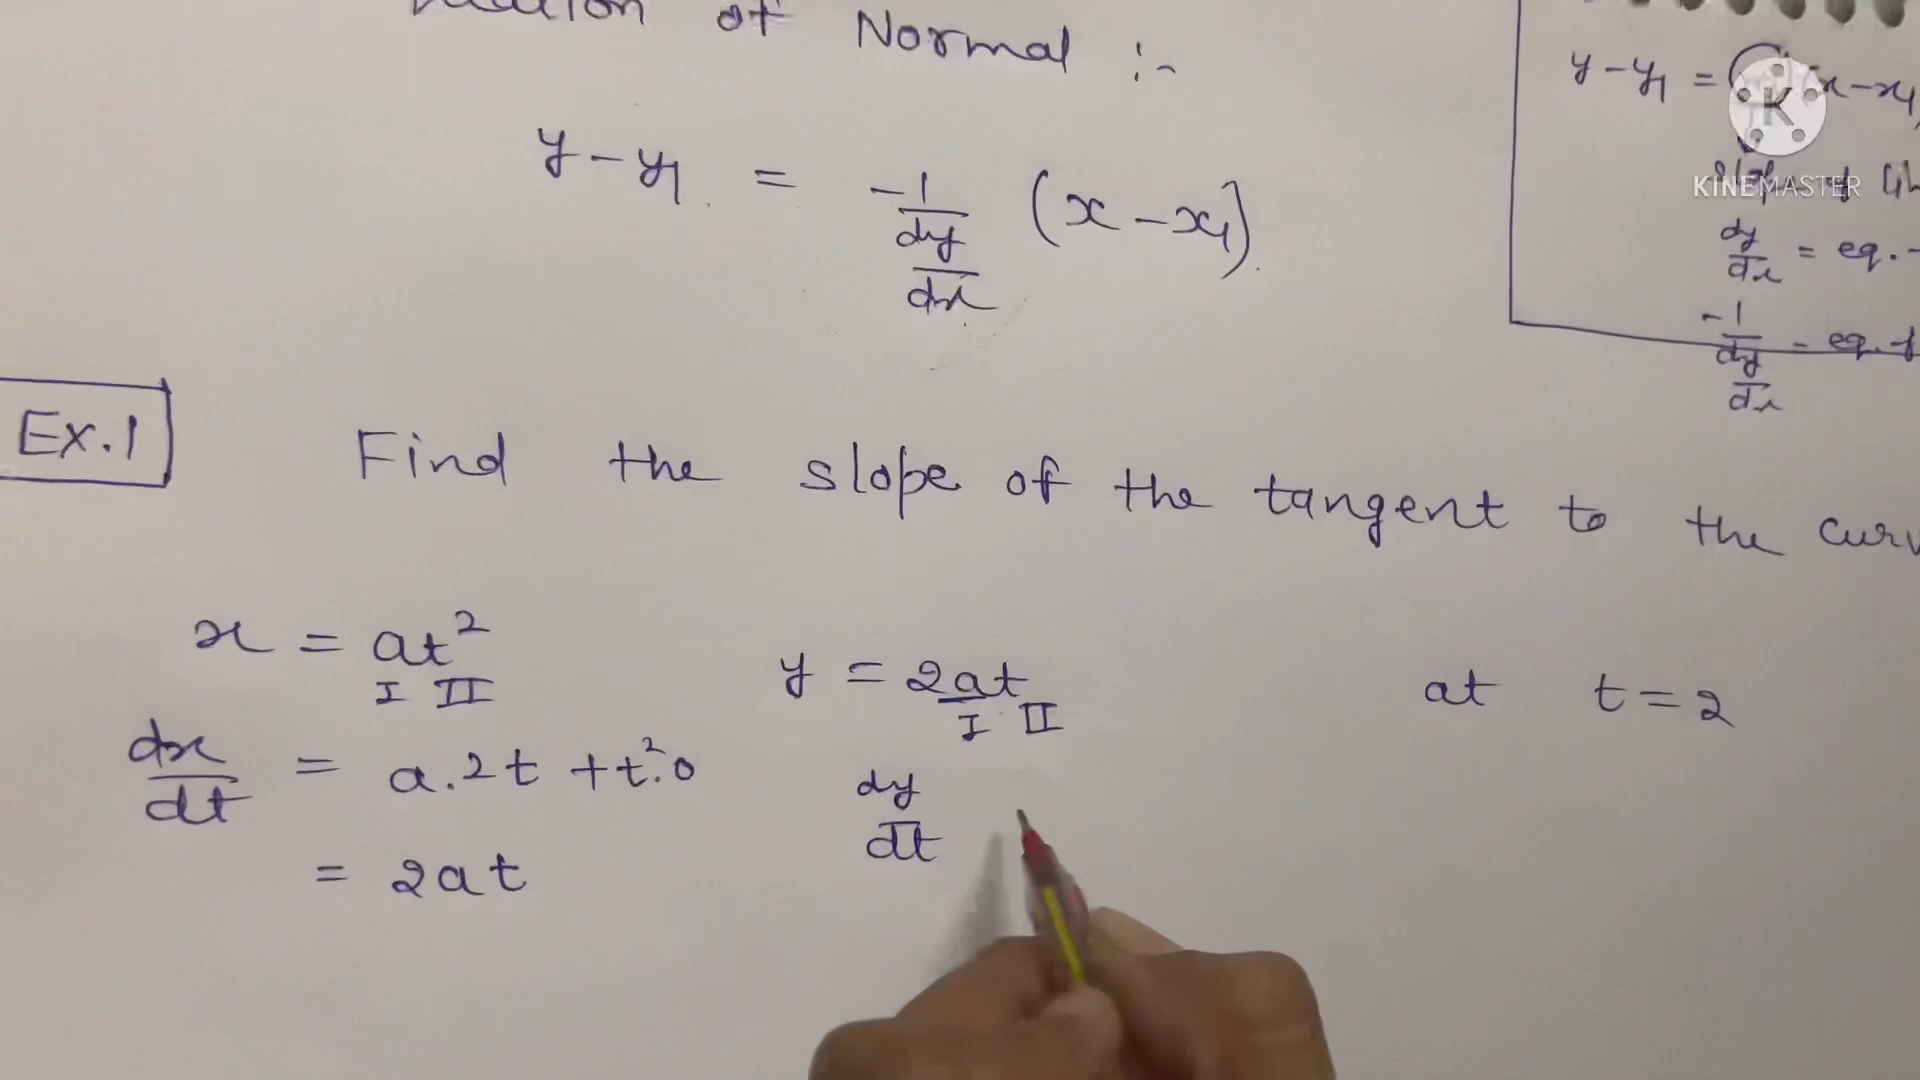 of Normal :-
y - y1 = -1/dy/dx (x - x1)
y - y1 = (x - x1)
KINEMASTER
dy/dx = eq.
-1/dy/dx = eq.
Ex.1
Find the slope of the tangent to the
x = at² y = 2at at t = 2
I II I II
dx/dt = a.2t + t².0 dy/dt
= 2at